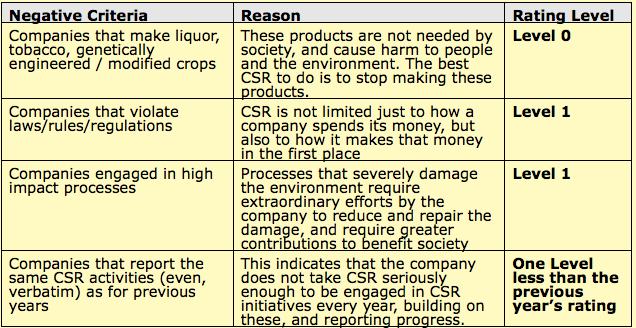 Negative Criteria Reason Rating Level
Companies that make liquor, These products are not needed by Level 0
tobacco, genetically society, and cause harm to people
engineered / modified crops and the environment. The best
CSR to do is to stop making these
products.
Companies that violate CSR is not limited just to how a Level 1
laws/rules/regulations company spends its money, but
also to how it makes that money
in the first place
Companies engaged in high Processes that severely damage Level 1
impact processes the environment require
extraordinary efforts by the
company to reduce and repair the
damage, and require greater
contributions to benefit society
Companies that report the This indicates that the company One Level
same CSR activities (even, does not take CSR seriously less than the
verbatim) as for previous enough to be engaged in CSR previous
years initiatives every year, building on year’s rating
these, and reporting progress.